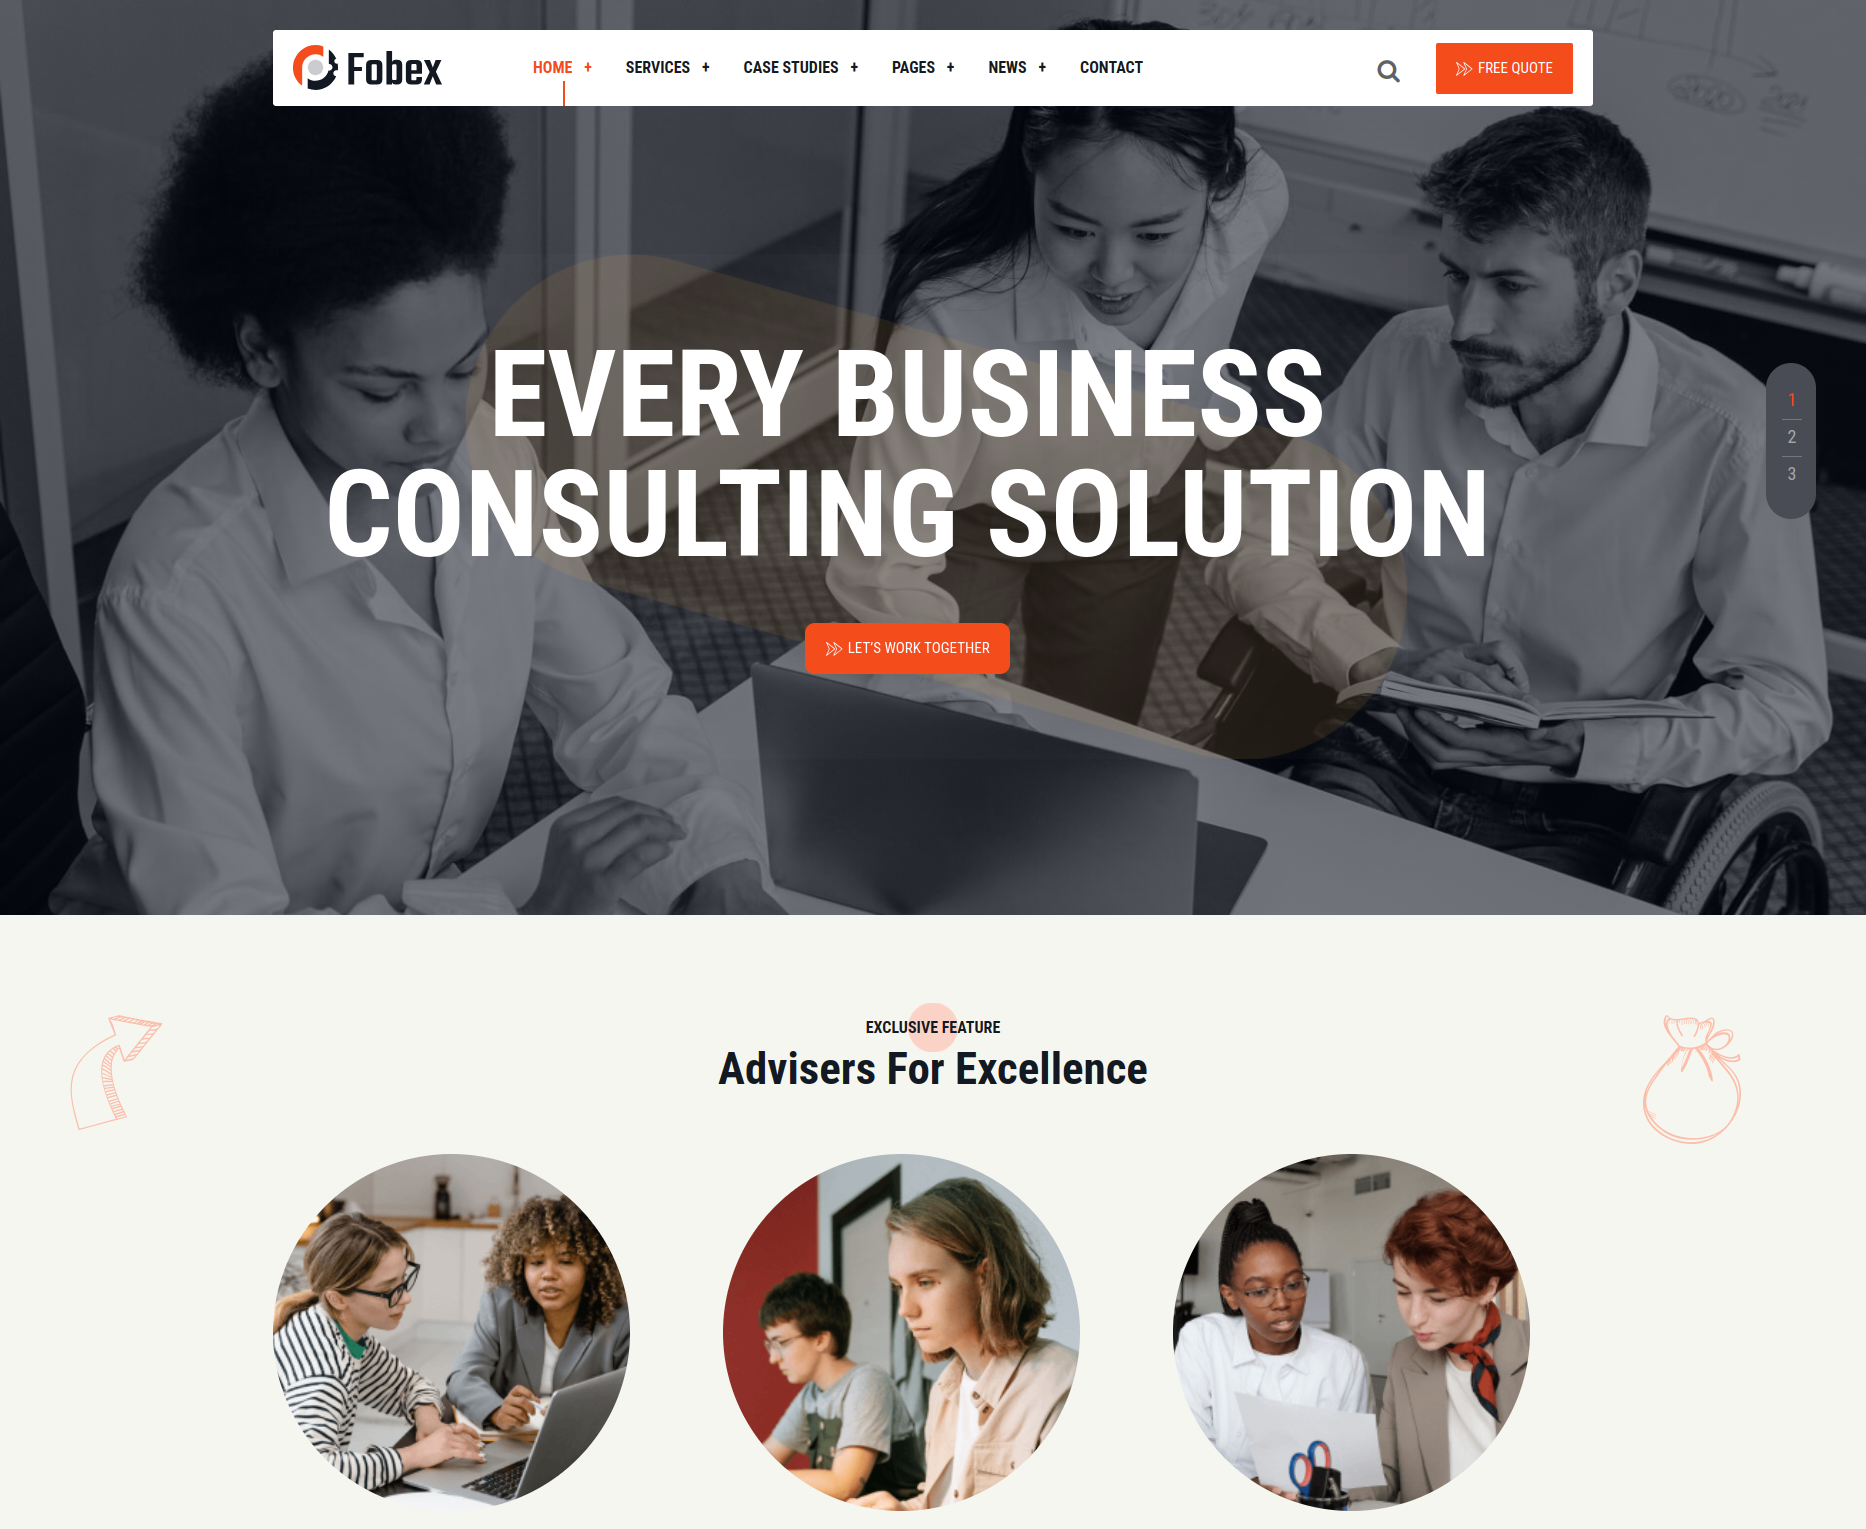 Fobex
HOME + SERVICES + CASE STUDIES + PAGES + NEWS + CONTACT
FREE QUOTE
EVERY BUSINESS
CONSULTING SOLUTION
1
2
3
LET'S WORK TOGETHER
EXCLUSIVE FEATURE
Advisers For Excellence